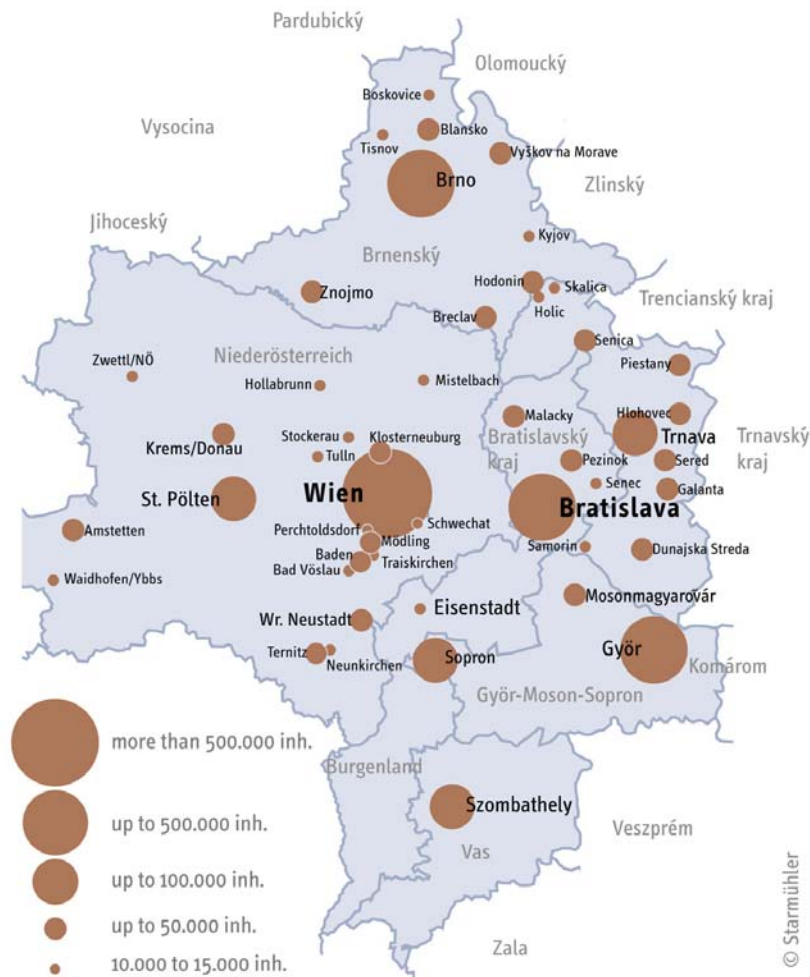 Pardubický
Olomoucký
Boskovice
Vysocina
Blansko
Tisnov
Vyškov na Morave
Brno
Zlinský
Jihoceský
Kyjov
Brnenský
Hodonin
Skalica
Znojmo
Holic
Trencianský kraj
Breclav
Senica
Niederösterreich
Zwettl/NÖ
Piestany
Hollabrunn
Mistelbach
Malacky
Hlohovec
Stockerau
Klosterneuburg
Krems/Donau
Bratislavský
kraj
Trnava
Trnavský
kraj
Tulln
Pezinok
Sered
Wien
St. Pölten
Senec
Galanta
Bratislava
Schwechat
Perchtoldsdorf
Amstetten
Mödling
Samorin
Dunajska Streda
Baden
Traiskirchen
Bad Vöslau
Waidhofen/Ybbs
Mosonmagyarovár
Eisenstadt
Wr. Neustadt
Ternitz
Neunkirchen
Sopron
Györ
Komárom
Györ-Moson-Sopron
more than 500.000 inh.
Burgenland
Szombathely
up to 500.000 inh.
Veszprém
Vas
up to 100.000 inh.
up to 50.000 inh.
Zala
10.000 to 15.000 inh.
© Starmühler